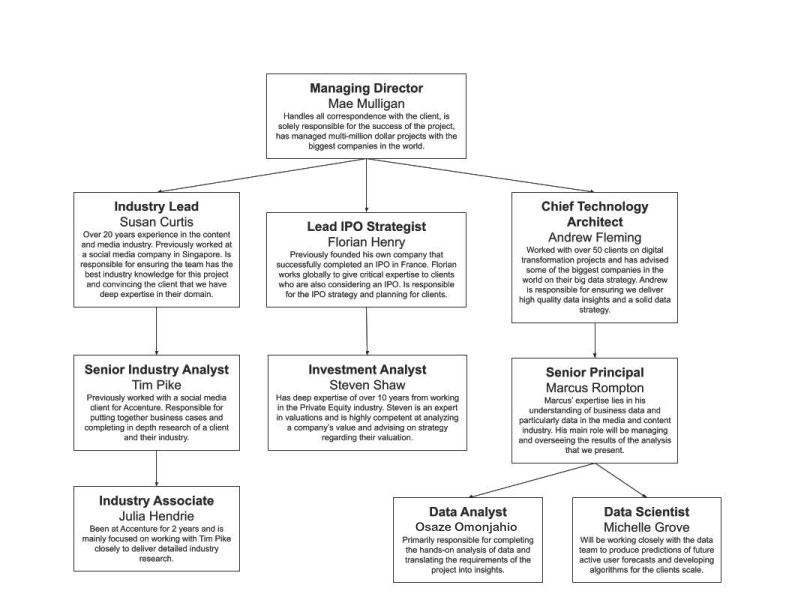 Managing Director
Mae Mulligan
Handles all correspondence with the client, is
solely responsible for the success of the project,
has managed multi-million dollar projects with the
biggest companies in the world.
Industry Lead
Susan Curtis
Over 20 years experience in the content
and media industry. Previously worked at
a social media company in Singapore. Is
responsible for ensuring the team has the
best industry knowledge for this project
and convincing the client that we have
deep expertise in their domain.
Lead IPO Strategist
Florian Henry
Previously founded his own company that
successfully completed an IPO in France. Florian
works globally to give critical expertise to clients
who are also considering an IPO. Is responsible
for the IPO strategy and planning for clients.
Chief Technology
Architect
Andrew Fleming
Worked with over 50 clients on digital
transformation projects and has advised
some of the biggest companies in the
world on their big data strategy. Andrew
is responsible for ensuring we deliver
high quality data insights and a solid data
strategy.
Senior Industry Analyst
Tim Pike
Previously worked with a social media
client for Accenture. Responsible for
putting together business cases and
completing in depth research of a client
and their industry.
Investment Analyst
Steven Shaw
Has deep expertise of over 10 years from working
in the Private Equity industry. Steven is an expert
in valuations and is highly competent at analyzing
a company's value and advising on strategy
regarding their valuation.
Senior Principal
Marcus Rompton
Marcus' expertise lies in his
understanding of business data and
particularly data in the media and content
industry. His main role will be managing
and overseeing the results of the analysis
that we present.
Industry Associate
Julia Hendrie
Been at Accenture for 2 years and is
mainly focused on working with Tim Pike
closely to deliver detailed industry
research.
Data Analyst
Osaze Omonjahio
Primarily responsible for completing
the hands-on analysis of data and
translating the requirements of the
project into insights.
Data Scientist
Michelle Grove
Will be working closely with the data
team to produce predictions of future
active user forecasts and developing
algorithms for the clients scale.